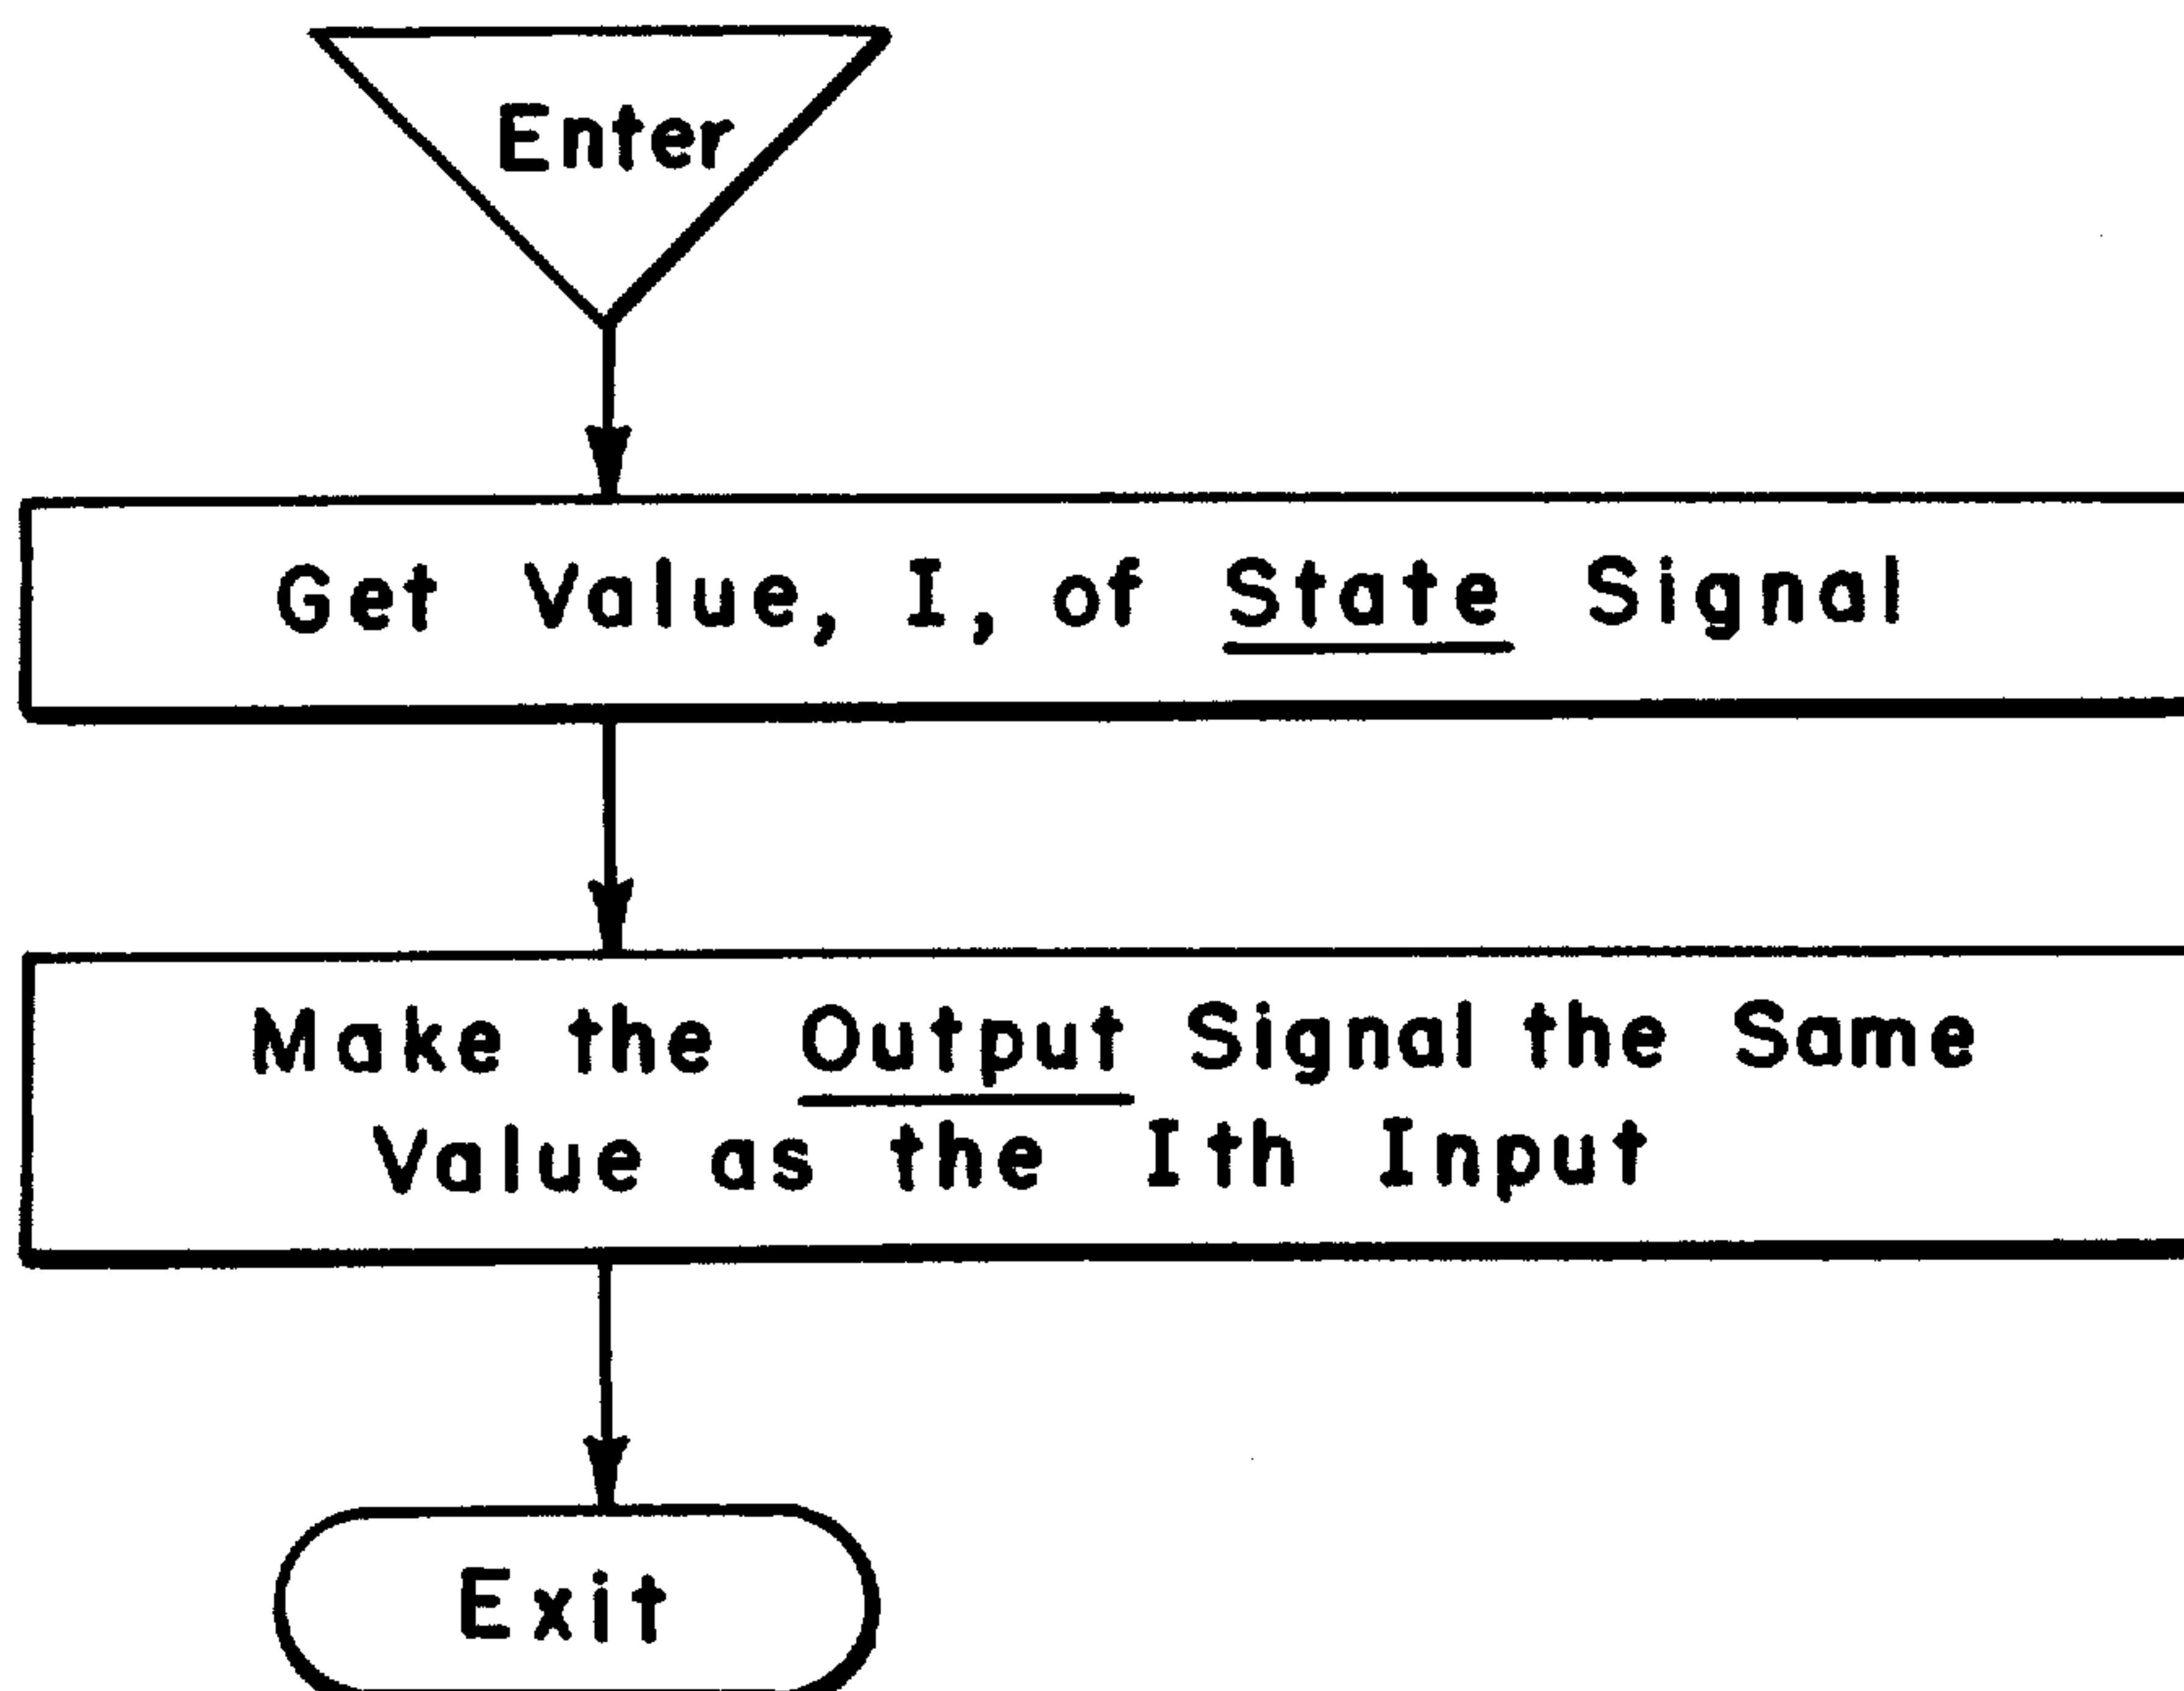 Enter
Get Value, I, of State Signal
Make the Output Signal the Same
Value as the Ith Input
Exit